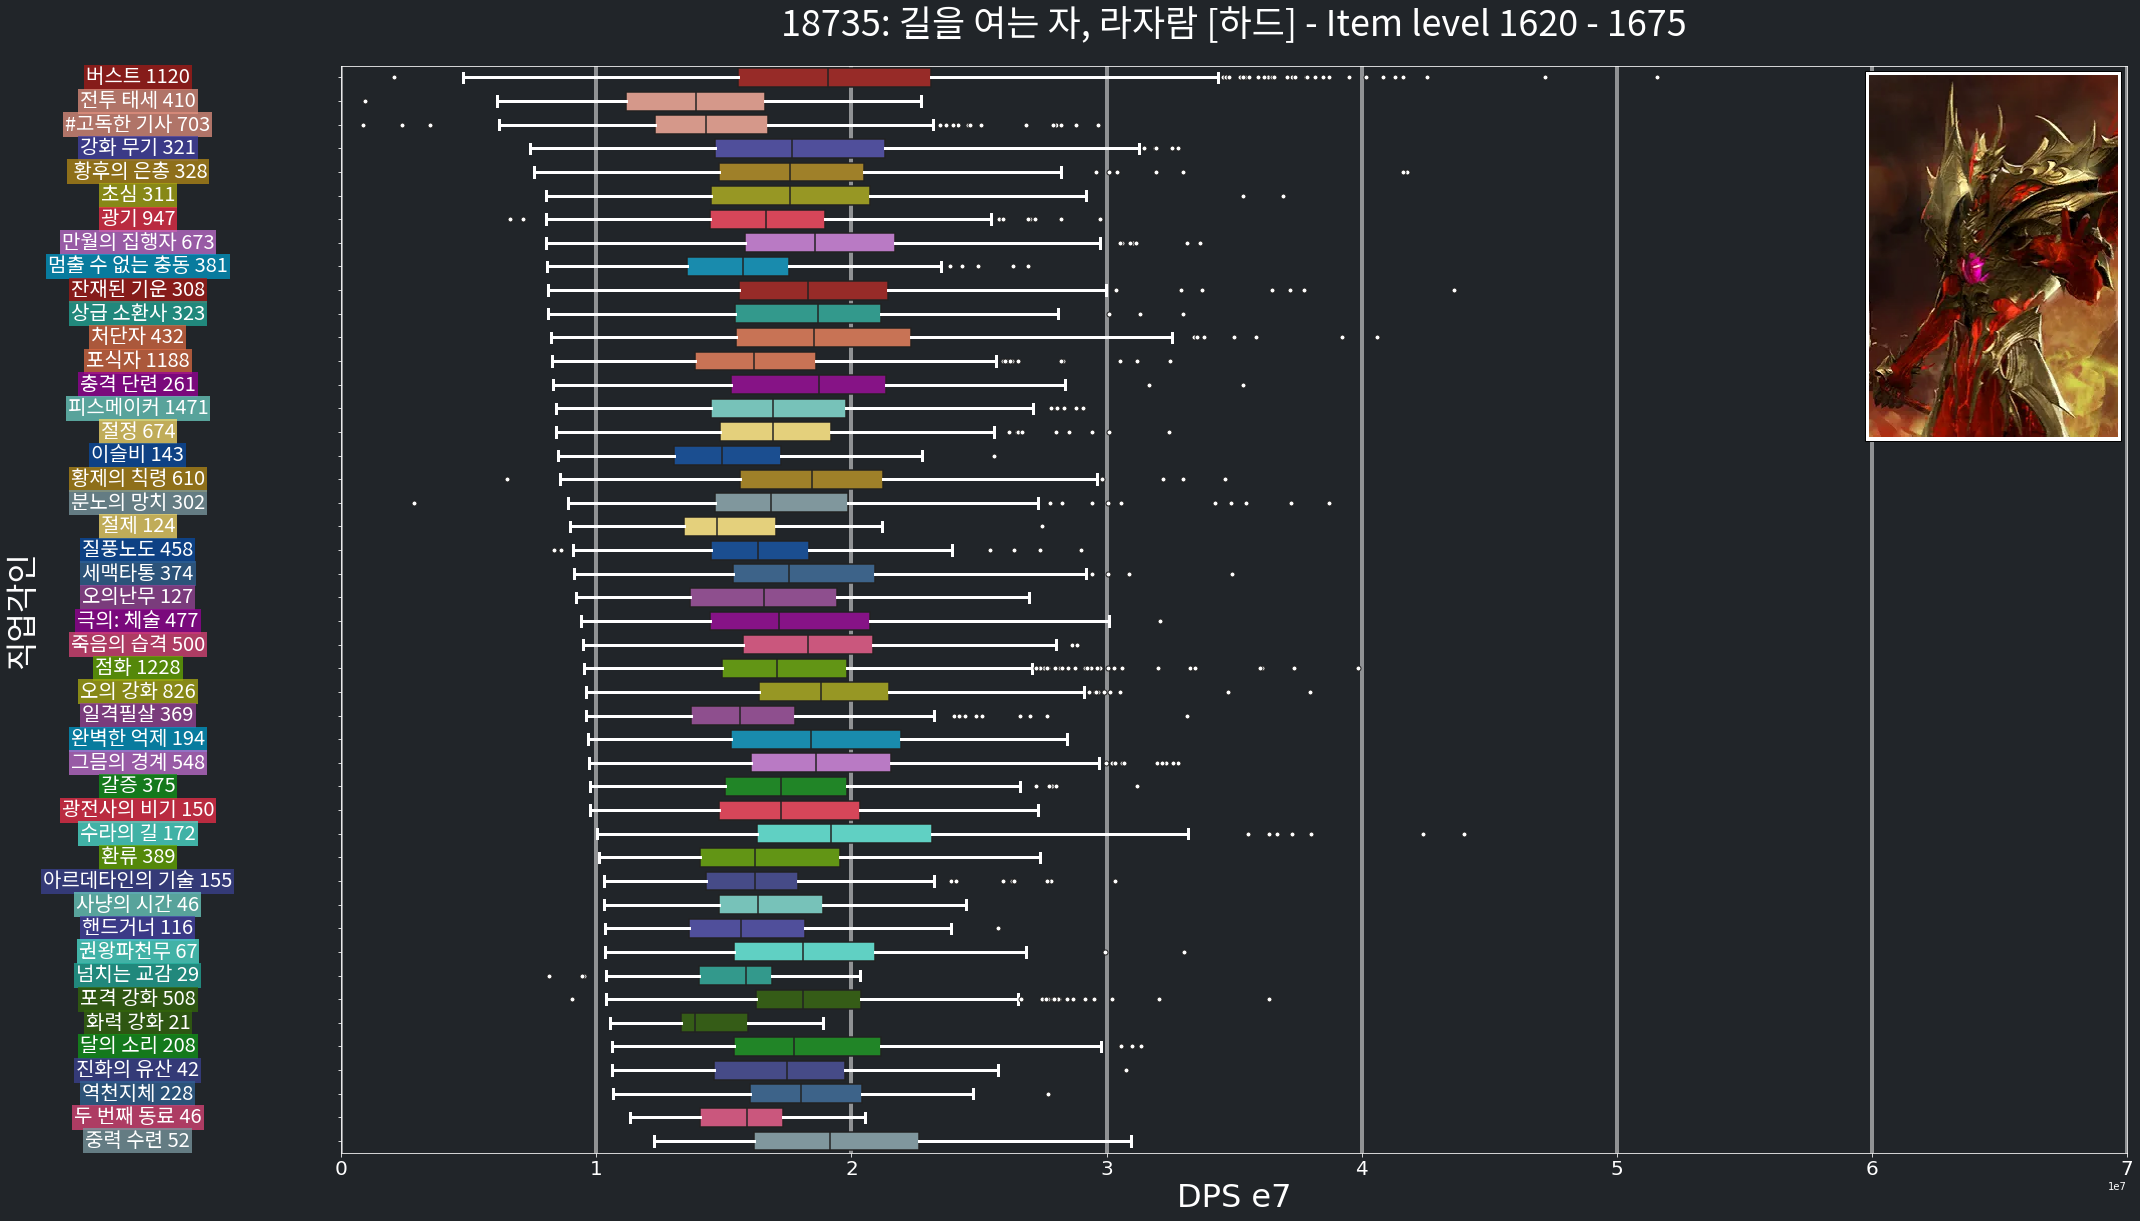 18735: 길을 여는 자, 라자람 [하드] - Item level 1620 - 1675
직업각인
버스트 1120
전투 태세 410
#고독한 기사 703
강화 무기 321
황후의 은총 328
초심 311
광기 947
만월의 집행자 673
멈출 수 없는 충동 381
잔재된 기운 308
상급 소환사 323
처단자 432
포식자 1188
충격 단련 261
피스메이커 1471
절정 674
이슬비 143
황제의 칙령 610
분노의 망치 302
절제 124
질풍노도 458
세맥타통 374
오의난무 127
극의: 체술 477
죽음의 습격 500
점화 1228
오의 강화 826
일격필살 369
완벽한 억제 194
그믐의 경계 548
갈증 375
광전사의 비기 150
수라의 길 172
환류 389
아르데타인의 기술 155
사냥의 시간 46
핸드거너 116
권왕파천무 67
넘치는 교감 29
포격 강화 508
화력 강화 21
달의 소리 208
진화의 유산 42
역천지체 228
두 번째 동료 46
중력 수련 52
0 1 2 3 4 5 6 7
DPS e7
1e7